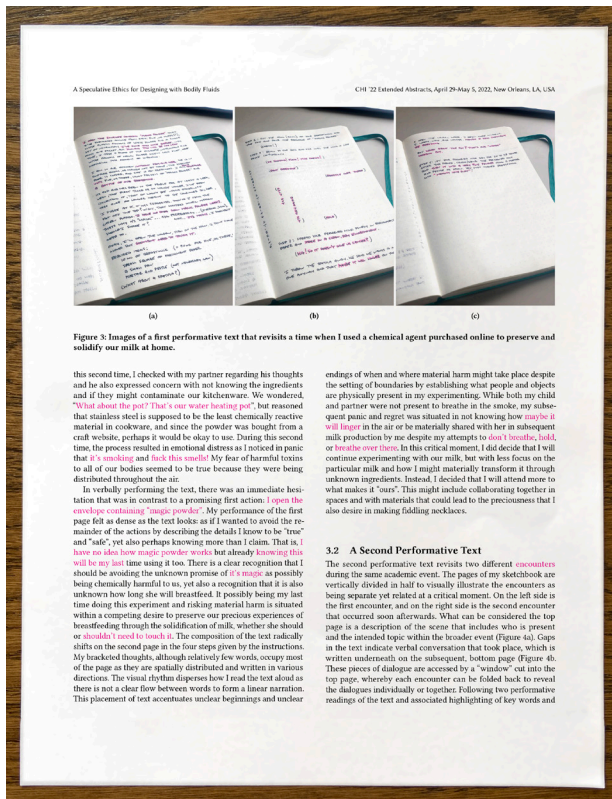 A Speculative Ethics for Designing with Bodily Fluids
CHI '22 Extended Abstracts, April 29-May 5, 2022, New Orleans, LA, USA
(a)
(b)
(c)
Figure 3: Images of a first performative text that revisits a time when I used a chemical agent purchased online to preserve and
solidify our milk at home.
this second time, I checked with my partner regarding his thoughts
and he also expressed concern with not knowing the ingredients
and if they might contaminate our kitchenware. We wondered,
"What about the pot? That's our water heating pot", but reasoned
that stainless steel is supposed to be the least chemically reactive
material in cookware, and since the powder was bought from a
craft website, perhaps it would be okay to use. During this second
time, the process resulted in emotional distress as I noticed in panic
that it's smoking and fuck this smells! My fear of harmful toxins
to all of our bodies seemed to be true because they were being
distributed throughout the air.
In verbally performing the text, there was an immediate hesi-
tation that was in contrast to a promising first action: I open the
envelope containing "magic powder". My performance of the first
page felt as dense as the text looks: as if I wanted to avoid the re-
mainder of the actions by describing the details I know to be "true"
and "safe", yet also perhaps knowing more than I claim. That is, I
have no idea how magic powder works but already knowing this
will be my last time using it too. There is a clear recognition that I
should be avoiding the unknown promise of it's magic as possibly
being chemically harmful to us, yet also a recognition that it is also
unknown how long she will breastfeed. It possibly being my last
time doing this experiment and risking material harm is situated
within a competing desire to preserve our precious experiences of
breastfeeding through the solidification of milk, whether she should
or shouldn't need to touch it. The composition of the text radically
shifts on the second page in the four steps given by the instructions.
My bracketed thoughts, although relatively few words, occupy most
of the page as they are spatially distributed and written in various
directions. The visual rhythm disperses how I read the text aloud as
there is not a clear flow between words to form a linear narration.
This placement of text accentuates unclear beginnings and unclear
endings of when and where material harm might take place despite
the setting of boundaries by establishing what people and objects
are physically present in my experimenting. While both my child
and partner were not present to breathe in the smoke, my subse-
quent panic and regret was situated in not knowing how maybe it
will linger in the air or be materially shared with her in subsequent
milk production by me despite my attempts to don't breathe, hold,
or breathe over there. In this critical moment, I did decide that I will
continue experimenting with our milk, but with less focus on the
particular milk and how I might materially transform it through
unknown ingredients. Instead, I decided that I will attend more to
what makes it "ours". This might include collaborating together in
spaces and with materials that could lead to the preciousness that I
also desire in making fiddling necklaces.
3.2 A Second Performative Text
The second performative text revisits two different encounters
during the same academic event. The pages of my sketchbook are
vertically divided in half to visually illustrate the encounters as
being separate yet related at a critical moment. On the left side is
the first encounter, and on the right side is the second encounter
that occurred soon afterwards. What can be considered the top
page is a description of the scene that includes who is present
and the intended topic within the broader event (Figure 4a). Gaps
in the text indicate verbal conversation that took place, which is
written underneath on the subsequent, bottom page (Figure 4b.
These pieces of dialogue are accessed by a "window" cut into the
top page, whereby each encounter can be folded back to reveal
the dialogues individually or together. Following two performative
readings of the text and associated highlighting of key words and